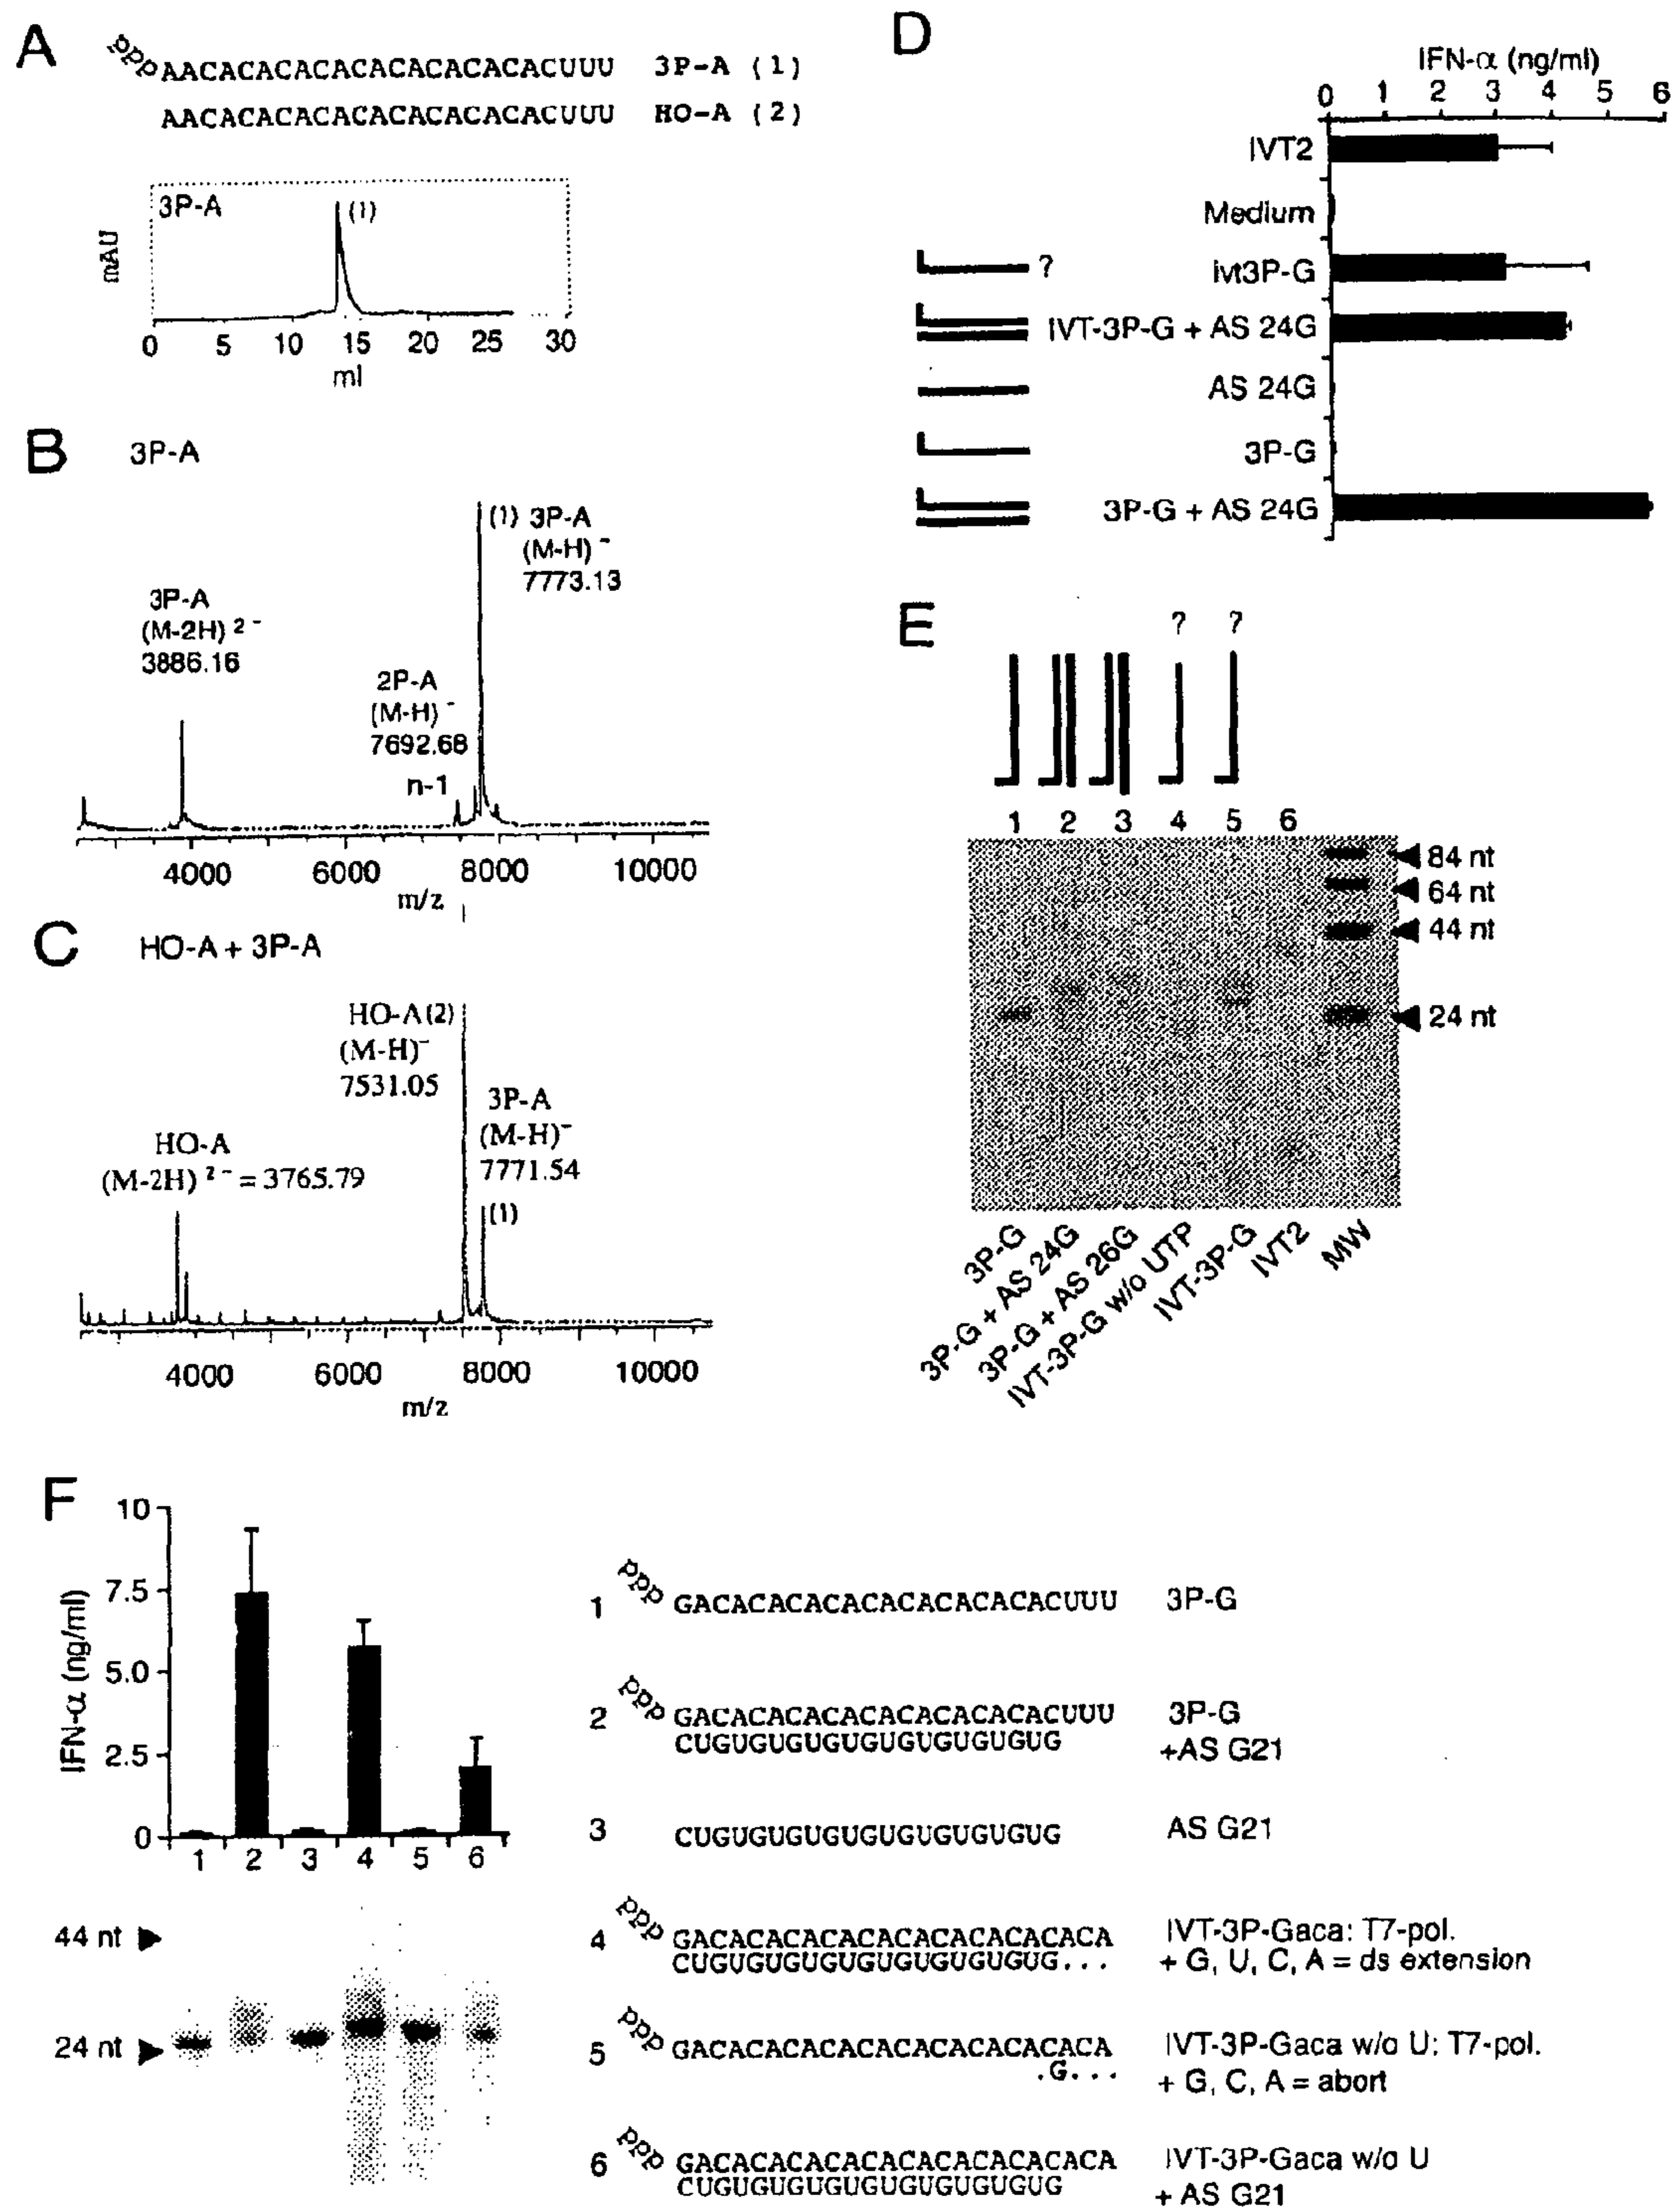 A
ppp AACACACACACACACACACACUUU 3P-A (1)
AACACACACACACACACACACUUU HO-A (2)
3P-A
(1)
mAU
0 5 10 15 20 25 30
ml
B
3P-A
(1) 3P-A
(M-H) -
7773.13
3P-A
(M-2H) 2 -
3886.16
2P-A
(M-H) -
7692.68
n-1
4000 6000 8000 10000
m/z
C
HO-A + 3P-A
HO-A (2)
(M-H)-
7531.05
3P-A
(M-H)-
7771.54
(1)
HO-A
(M-2H) 2 - = 3765.79
4000 6000 8000 10000
m/z
D
IFN-α (ng/ml)
0 1 2 3 4 5 6
IVT2
Medium
? ivt3P-G
IVT-3P-G + AS 24G
AS 24G
3P-G
3P-G + AS 24G
E
? ?
1 2 3 4 5 6
84 nt
64 nt
44 nt
24 nt
3P-G
3P-G + AS 24G
3P-G + AS 26G
IVT-3P-G w/o UTP
IVT-3P-G
IVT2
MW
F
IFN-α (ng/ml)
10
7.5
5.0
2.5
0
1 2 3 4 5 6
44 nt
24 nt
1 ppp GACACACACACACACACACACUUU 3P-G
2 ppp GACACACACACACACACACACUUU 3P-G
CUGUGUGUGUGUGUGUGUGUG +AS G21
3 CUGUGUGUGUGUGUGUGUGUG AS G21
4 ppp GACACACACACACACACACACACA IVT-3P-Gaca: T7-pol.
CUGUGUGUGUGUGUGUGUGUG... + G, U, C, A = ds extension
5 ppp GACACACACACACACACACACACA IVT-3P-Gaca w/o U: T7-pol.
.G... + G, C, A = abort
6 ppp GACACACACACACACACACACACA IVT-3P-Gaca w/o U
CUGUGUGUGUGUGUGUGUGUG + AS G21